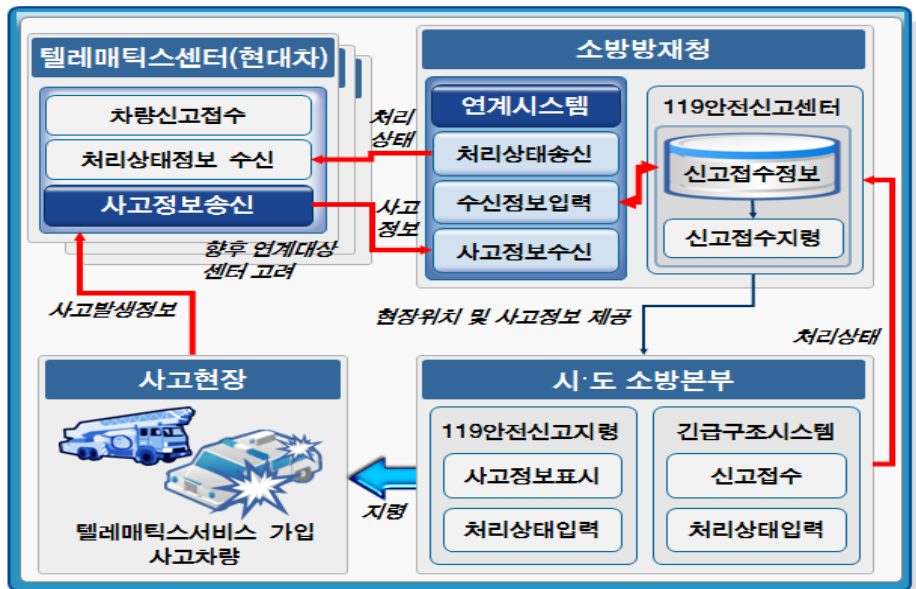 텔레매틱스센터(현대차)
차량신고접수
처리상태정보 수신
사고정보송신
향후 연계대상
센터 고려
처리
상태
사고
정보
소방방재청
연계시스템
처리상태송신
수신정보입력
사고정보수신
119안전신고센터
신고접수정보
신고접수지령
사고발생정보
현장위치 및 사고정보 제공
처리상태
사고현장
텔레매틱스서비스 가입
사고차량
지령
시·도 소방본부
119안전신고지령
사고정보표시
처리상태입력
긴급구조시스템
신고접수
처리상태입력